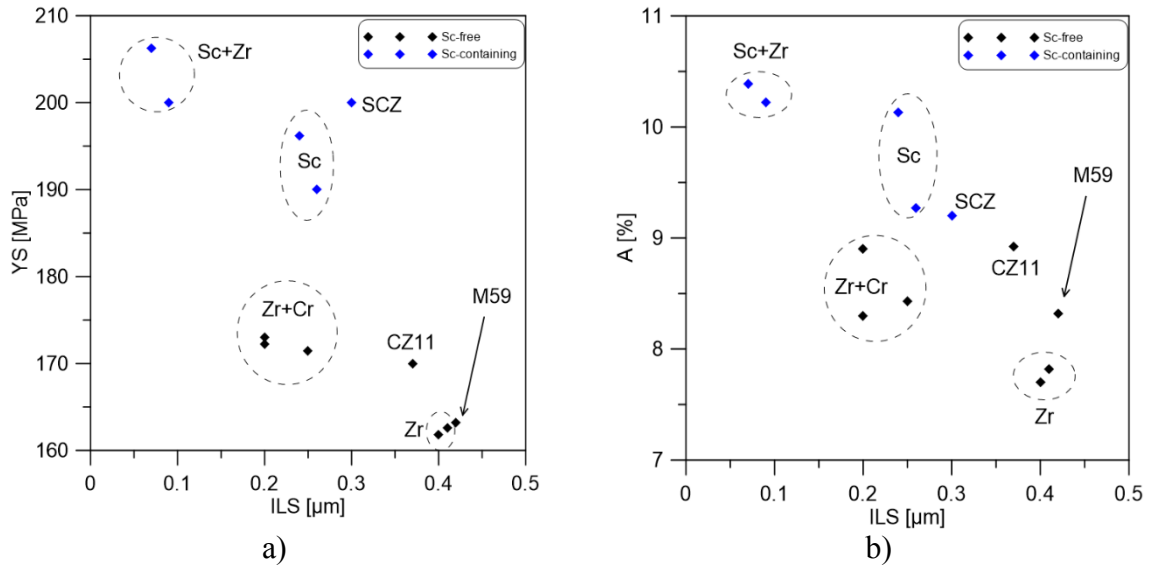 210
Sc-free
Sc-containing
Sc+Zr
200
SCZ
Sc
190
YS [MPa]
180
M59
Zr+Cr
CZ11
170
Zr
160
0 0.1 0.2 0.3 0.4 0.5
ILS [µm]
a)
11
Sc-free
Sc-containing
Sc+Zr
10
Sc
M59
SCZ
A [%]
9
CZ11
Zr+Cr
8
Zr
7
0 0.1 0.2 0.3 0.4 0.5
ILS [µm]
b)